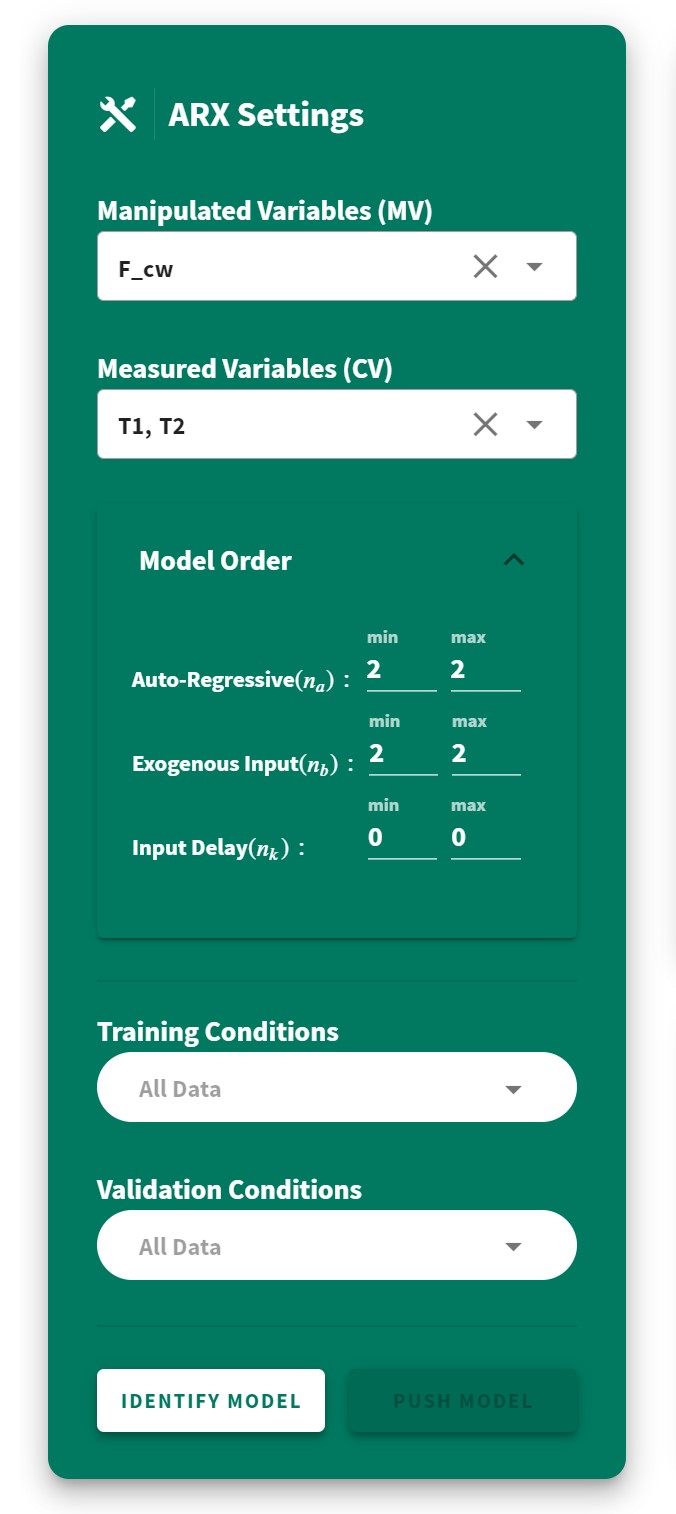 ARX Settings
Manipulated Variables (MV)
F_cw
Measured Variables (CV)
T1, T2
Model Order
min max
Auto-Regressive(nₐ) : 2 2
min max
Exogenous Input(n_b) : 2 2
min max
Input Delay(nₖ) : 0 0
Training Conditions
All Data
Validation Conditions
All Data
IDENTIFY MODEL PUSH MODEL